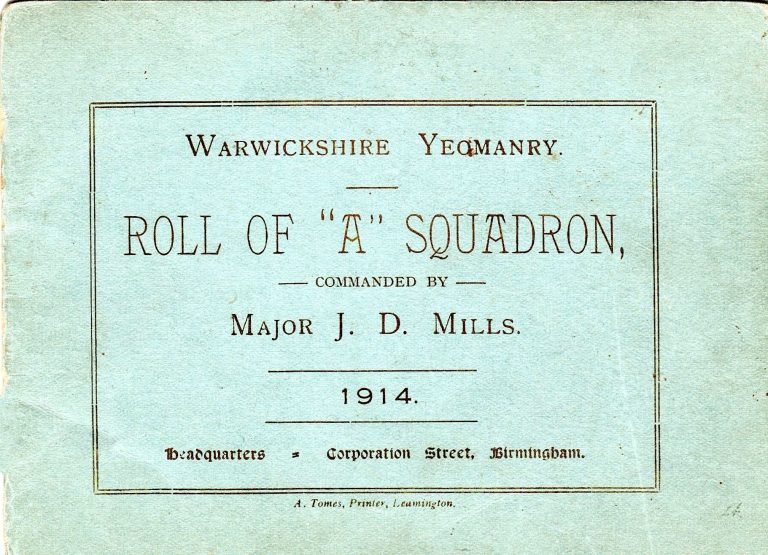 WARWICKSHIRE YEOMANRY.
ROLL OF "A" SQUADRON,
— COMMANDED BY —
MAJOR J. D. MILLS.
1914.
Headquarters = Corporation Street, Birmingham.
A. Tomes, Printer, Leamington.